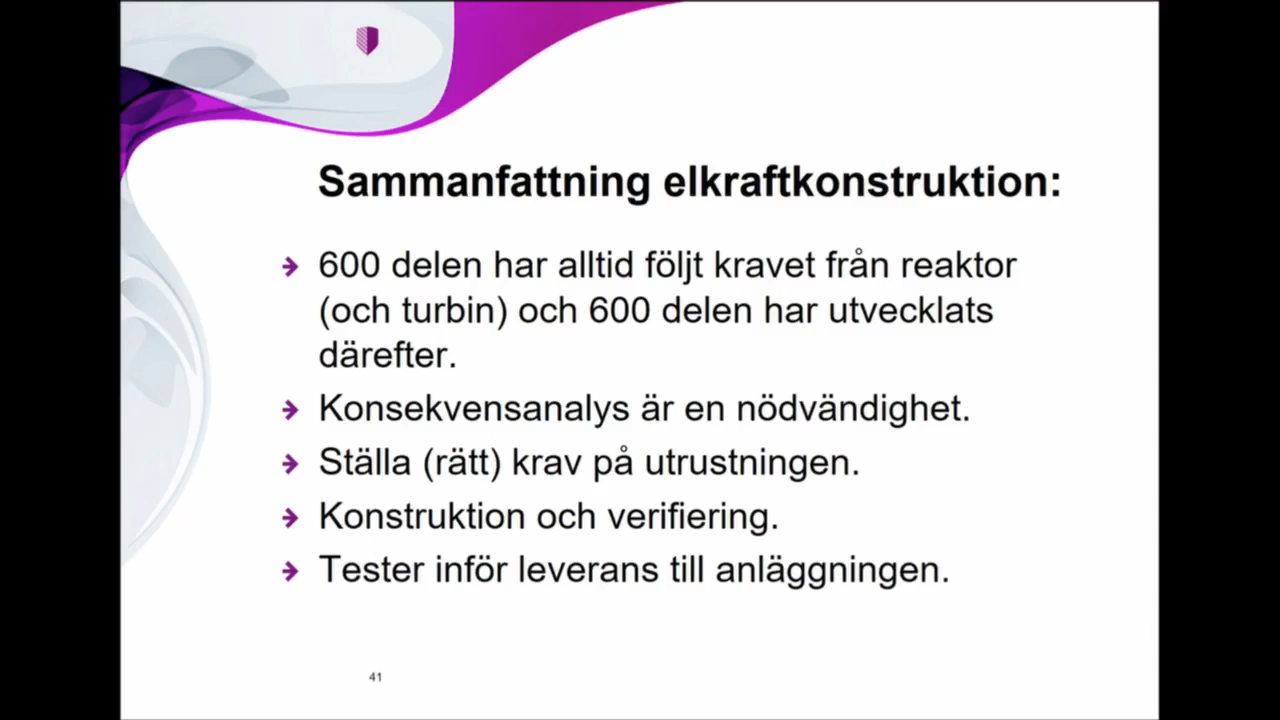 Sammanfattning elkraftkonstruktion:
600 delen har alltid följt kravet från reaktor
(och turbin) och 600 delen har utvecklats
därefter.
Konsekvensanalys är en nödvändighet.
Ställa (rätt) krav på utrustningen.
Konstruktion och verifiering.
Tester inför leverans till anläggningen.
41